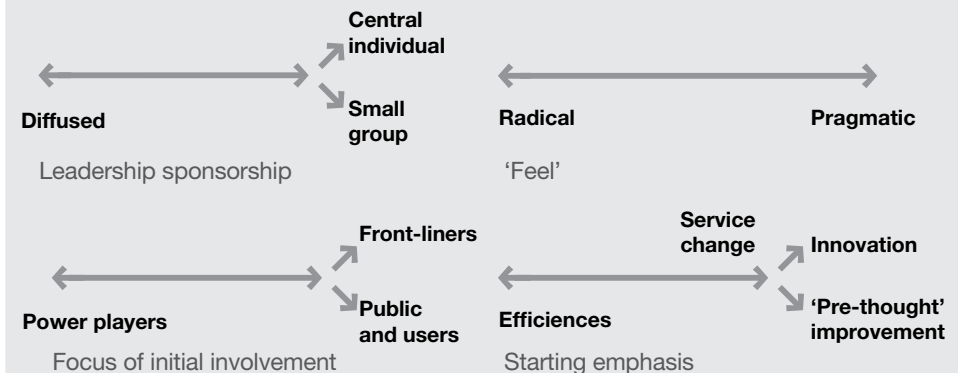 Central
individual
Small
group
Diffused
Leadership sponsorship
Radical
Pragmatic
‘Feel’
Front-liners
Public
and users
Power players
Focus of initial involvement
Service
change
Innovation
‘Pre-thought’
improvement
Efficiences
Starting emphasis